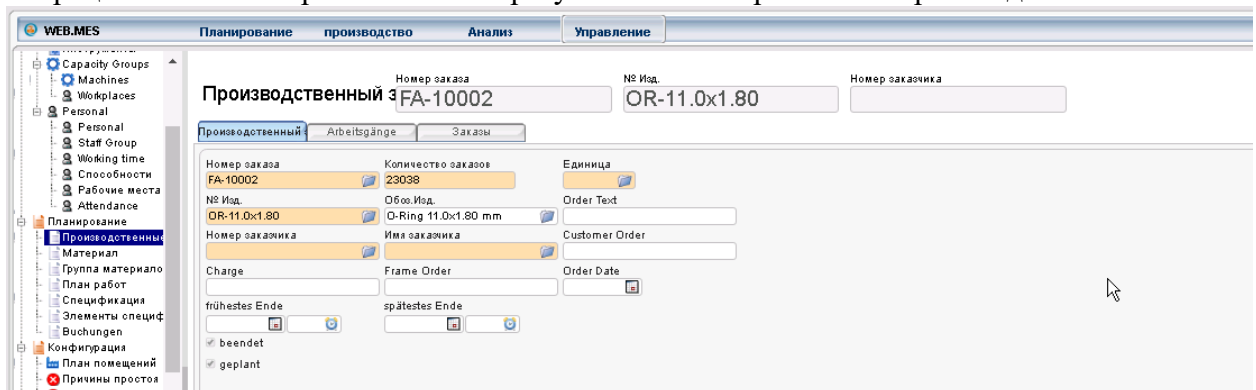 WEB.MES Планирование производство Анализ Управление
Capacity Groups
Machines
Workplaces
Personal
Personal
Staff Group
Working time
Способности
Рабочие места
Attendance
Планирование
Производственные
Материал
Группа материало
План работ
Спецификация
Элементы специф
Buchungen
Конфигурация
План помещений
Причины простоя
Номер заказа № Изд. Номер заказчика
Производственный з FA-10002 OR-11.0x1.80
Производственный Arbeitsgänge Заказы
Номер заказа Количество заказов Единица
FA-10002 23038
№ Изд. Обоз.Изд. Order Text
OR-11.0x1.80 O-Ring 11.0x1.80 mm
Номер заказчика Имя заказчика Customer Order
Charge Frame Order Order Date
frühestes Ende spätestes Ende
beendet
geplant